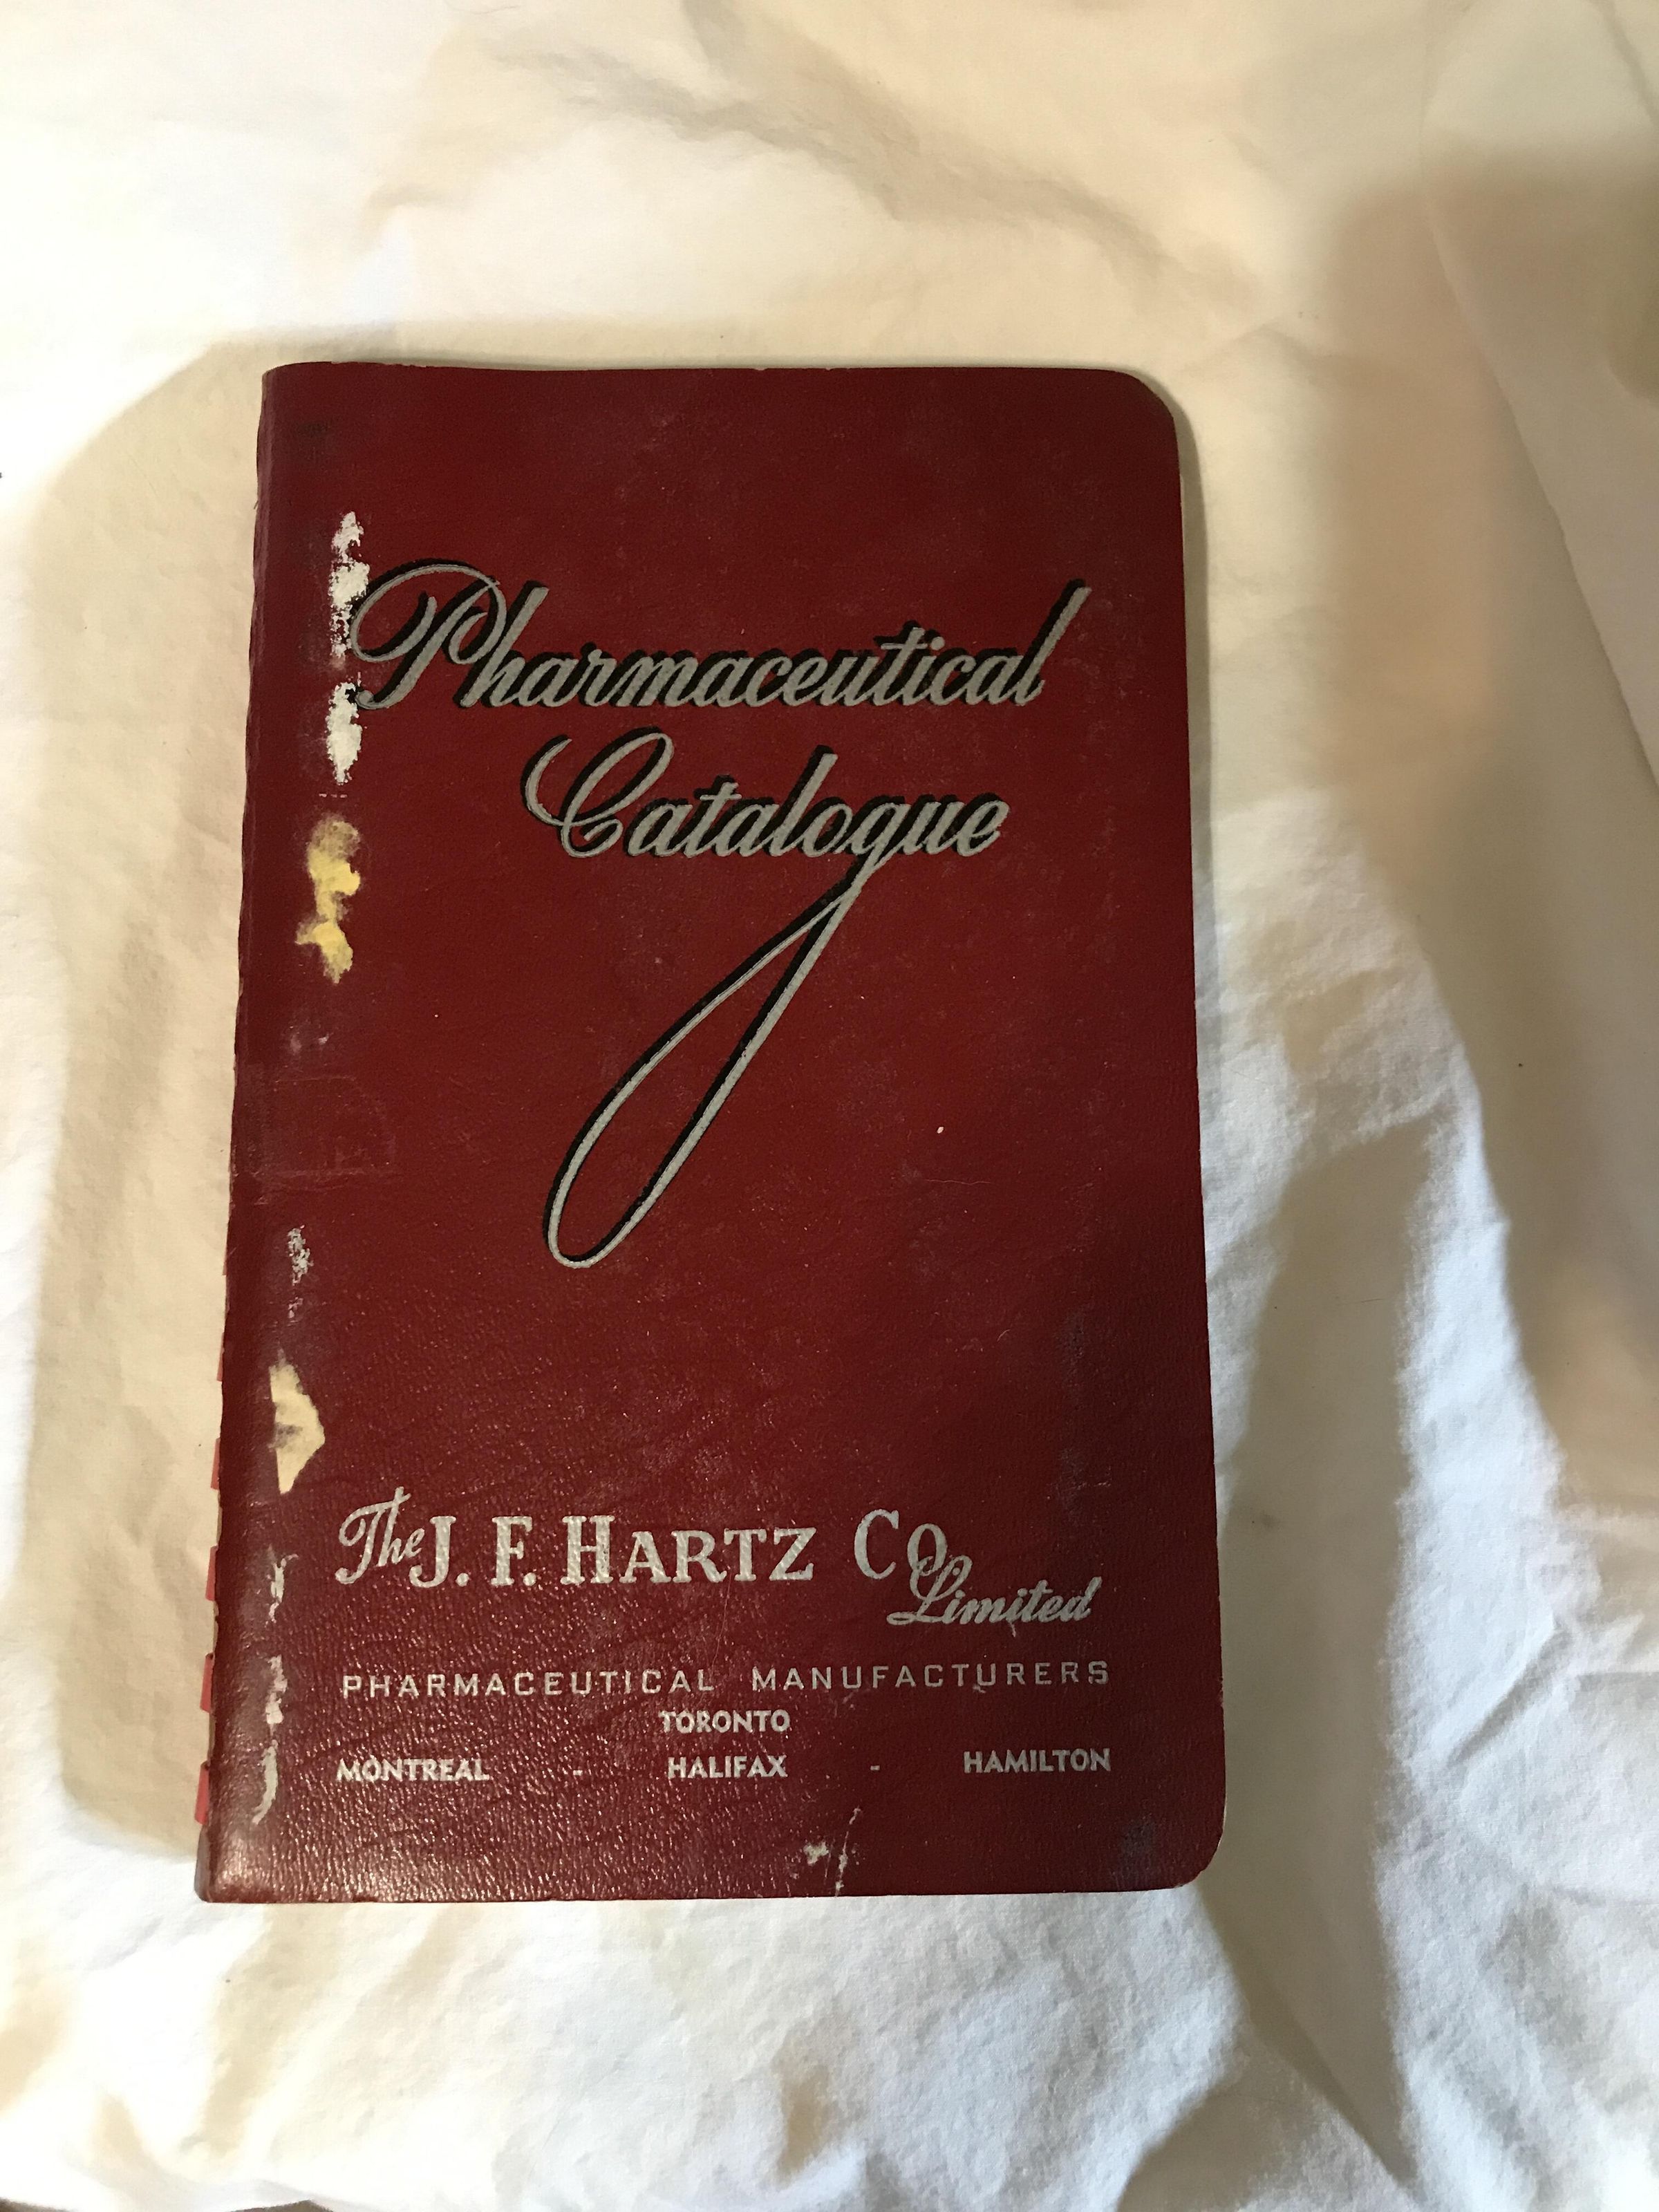 Pharmaceutical
Catalogue
The J. F. HARTZ CO
Limited
PHARMACEUTICAL MANUFACTURERS
TORONTO
MONTREAL - HALIFAX - HAMILTON